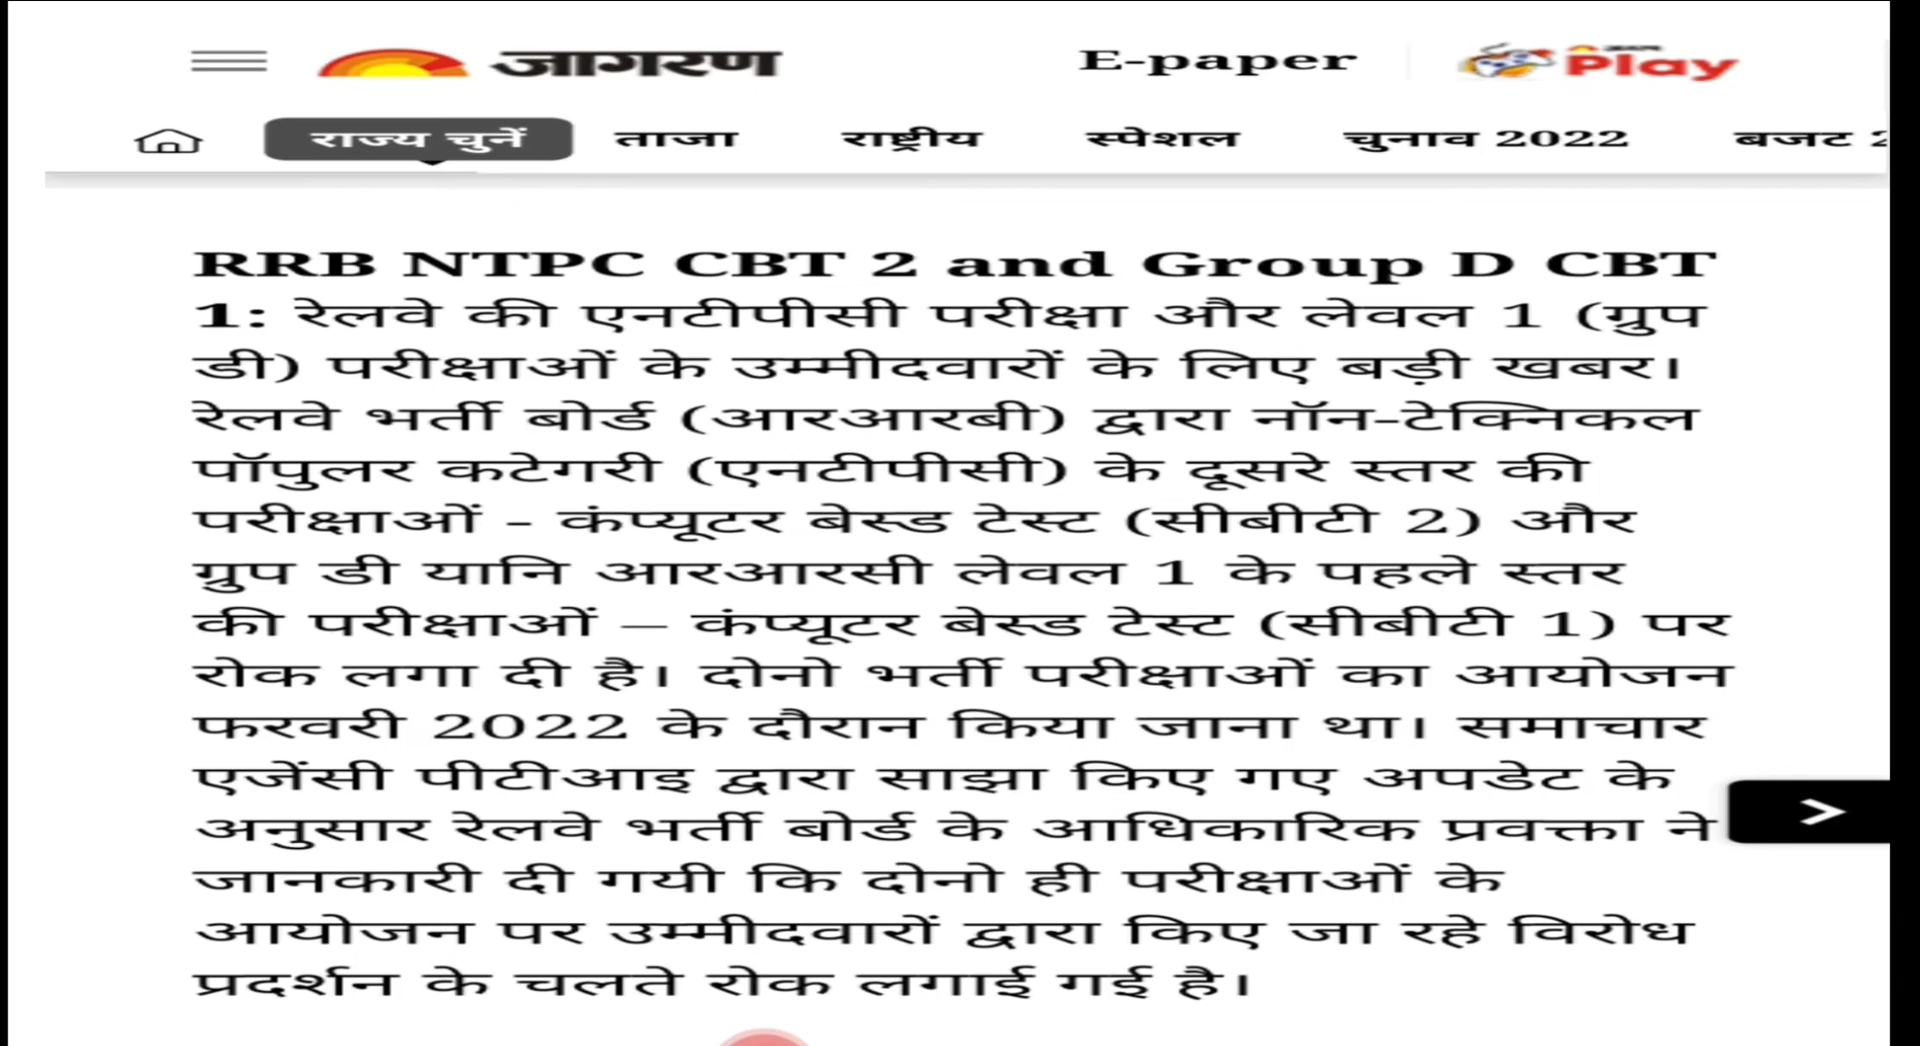 जागरण E-paper Play
राज्य चुनें ताजा राष्ट्रीय स्पेशल चुनाव 2022 बजट
RRB NTPC CBT 2 and Group D CBT
1: रेलवे की एनटीपीसी परीक्षा और लेवल 1 (ग्रुप
डी) परीक्षाओं के उम्मीदवारों के लिए बड़ी खबर।
रेलवे भर्ती बोर्ड (आरआरबी) द्वारा नॉन-टेक्निकल
पॉपुलर कटेगरी (एनटीपीसी) के दूसरे स्तर की
परीक्षाओं - कंप्यूटर बेस्ड टेस्ट (सीबीटी 2) और
ग्रुप डी यानि आरआरसी लेवल 1 के पहले स्तर
की परीक्षाओं – कंप्यूटर बेस्ड टेस्ट (सीबीटी 1) पर
रोक लगा दी है। दोनो भर्ती परीक्षाओं का आयोजन
फरवरी 2022 के दौरान किया जाना था। समाचार
एजेंसी पीटीआइ द्वारा साझा किए गए अपडेट के
अनुसार रेलवे भर्ती बोर्ड के आधिकारिक प्रवक्ता ने
जानकारी दी गयी कि दोनो ही परीक्षाओं के
आयोजन पर उम्मीदवारों द्वारा किए जा रहे विरोध
प्रदर्शन के चलते रोक लगाई गई है।